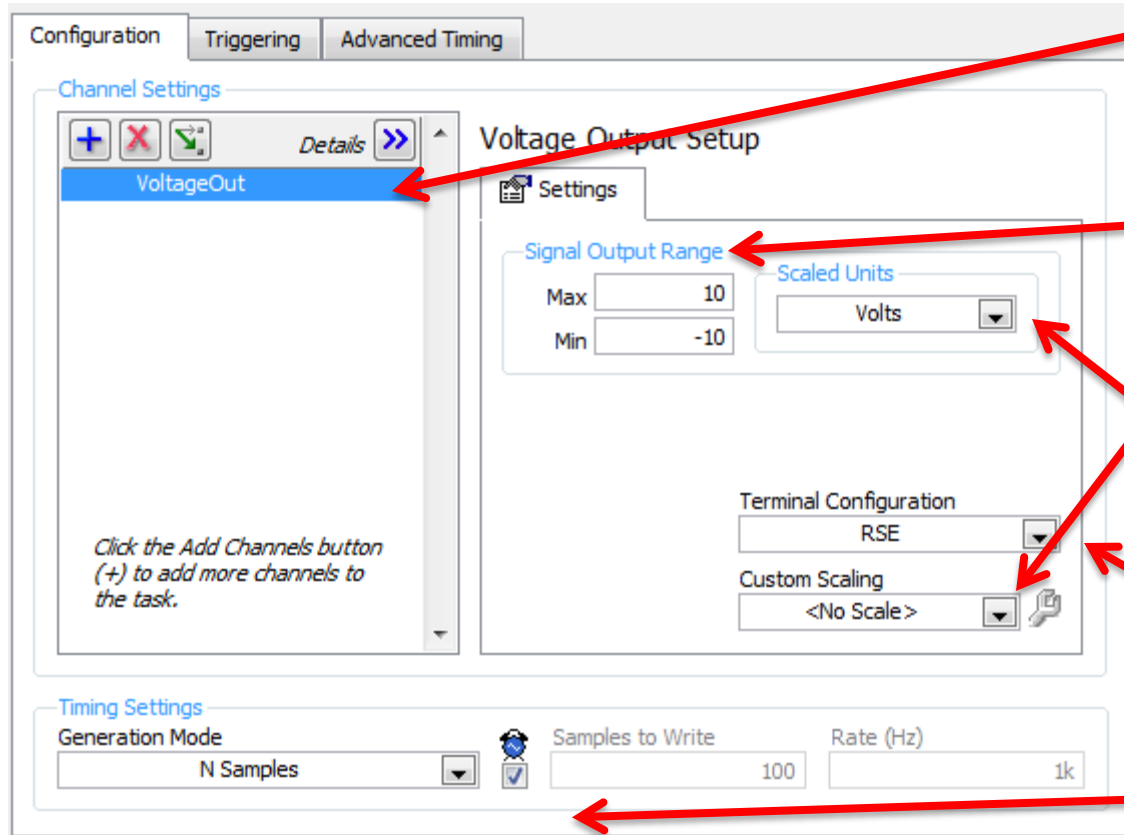 Configuration Triggering Advanced Timing
Channel Settings
Details
VoltageOut
Click the Add Channels button
(+) to add more channels to
the task.
Voltage Output Setup
Settings
Signal Output Range
Max 10
Min -10
Scaled Units
Volts
Terminal Configuration
RSE
Custom Scaling
<No Scale>
Timing Settings
Generation Mode Samples to Write Rate (Hz)
N Samples 100 1k